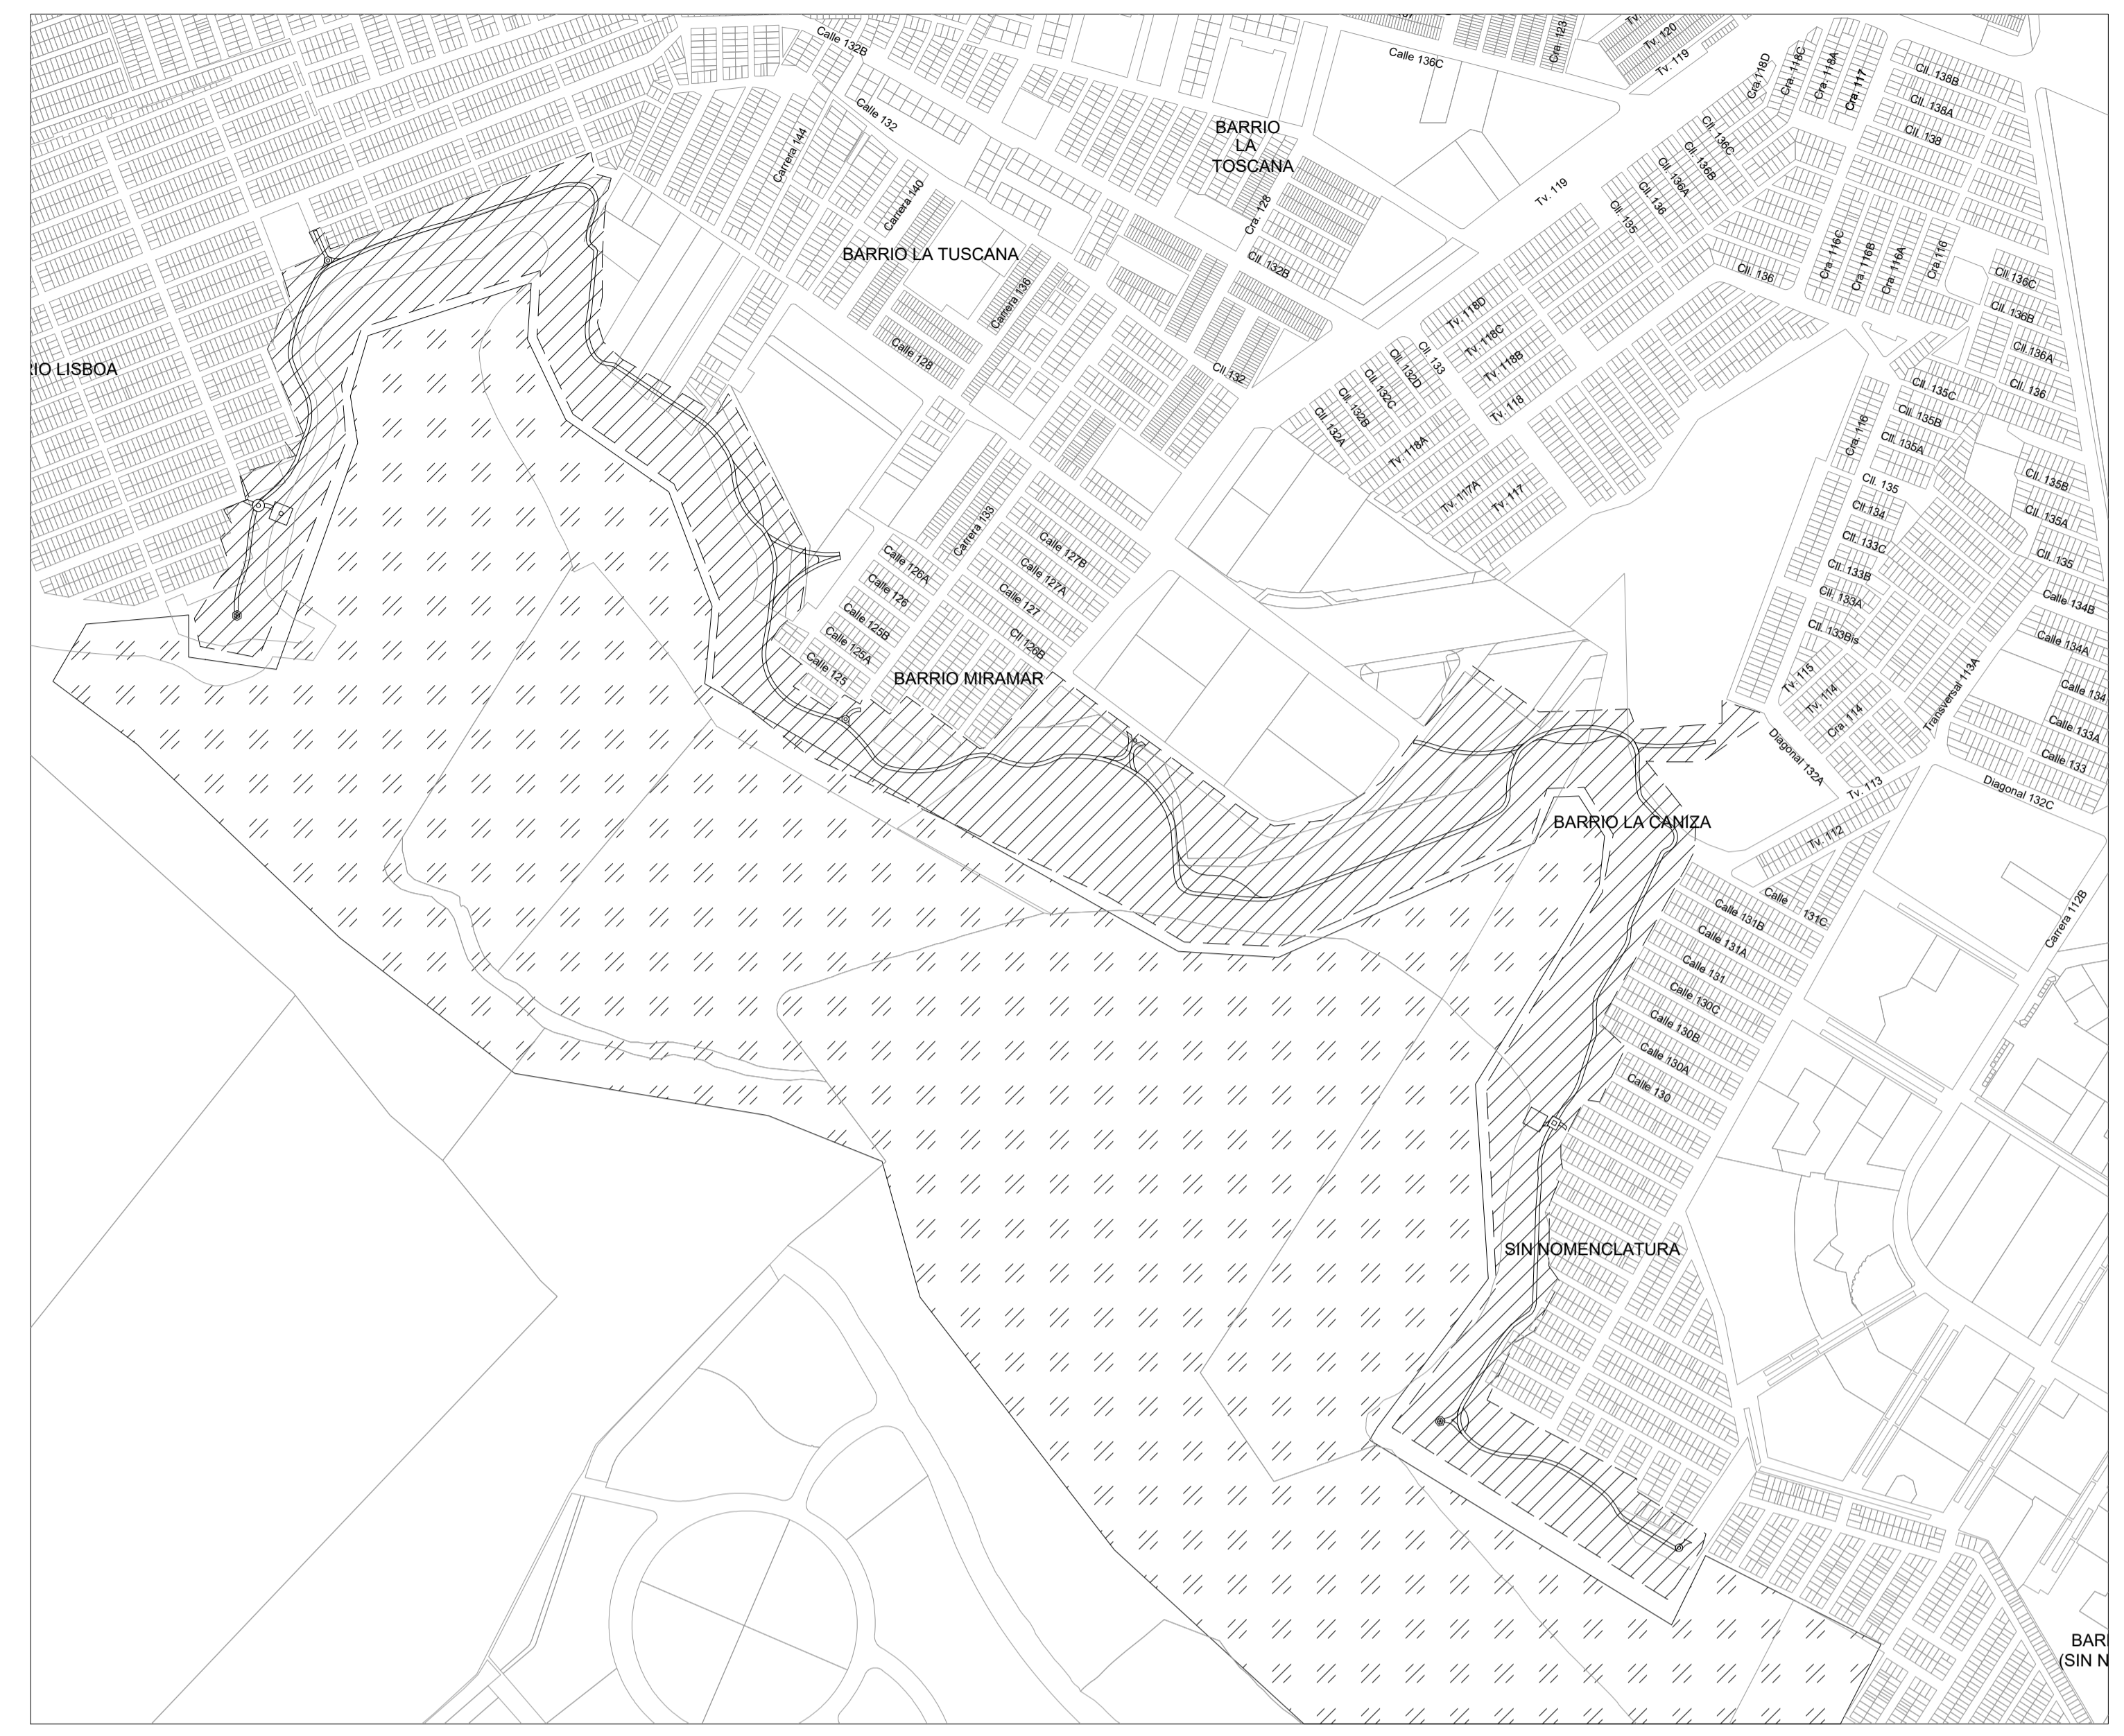 Calle 132B
Calle 136C
Cra. 123
Tv. 120
Tv. 119
Cra. 118D
Cra. 118C
Cra. 118A
Cra. 117
Cll. 138B
Cll. 138A
Cll. 138
Calle 132
Carrera 144
Carrera 140
BARRIO
LA
TOSCANA
Cra. 128
Cll. 132B
Tv. 119
Cll. 136C
Cll. 136B
Cll. 136A
Cll. 136
Cll. 135
BARRIO LA TUSCANA
Carrera 136
Calle 128
Cll. 132
Cll. 136
Cra. 116C
Cra. 116B
Cra. 116A
Cra. 116
Cll. 136C
Cll. 136B
Cll. 136A
Cll. 136
RIO LISBOA
Tv. 118D
Tv. 118C
Tv. 118B
Tv. 118
Cll. 133
Cll. 132D
Cll. 132C
Cll. 132B
Cll. 132A
Tv. 118A
Tv. 117A
Tv. 117
Cll. 135C
Cll. 135B
Cll. 135A
Cra. 116
Cll. 135
Cll. 134
Cll. 133C
Cll. 133B
Cll. 133A
Cll. 133Bis
Cll. 135B
Cll. 135A
Cll. 135
Calle 134B
Calle 134A
Calle 134
Calle 133A
Calle 133
Carrera 133
Calle 127B
Calle 127A
Calle 127
Cll 126B
Calle 126A
Calle 126
Calle 125B
Calle 125A
Calle 125
BARRIO MIRAMAR
Tv. 115
Tv. 114
Cra. 114
Transversal 113A
Diagonal 132A
Tv. 113
Diagonal 132C
Tv. 112
BARRIO LA CANIZA
Calle 131C
Calle 131B
Calle 131A
Calle 131
Calle 130C
Calle 130B
Calle 130A
Calle 130
Carrera 112B
SIN NOMENCLATURA
BARI
(SIN N